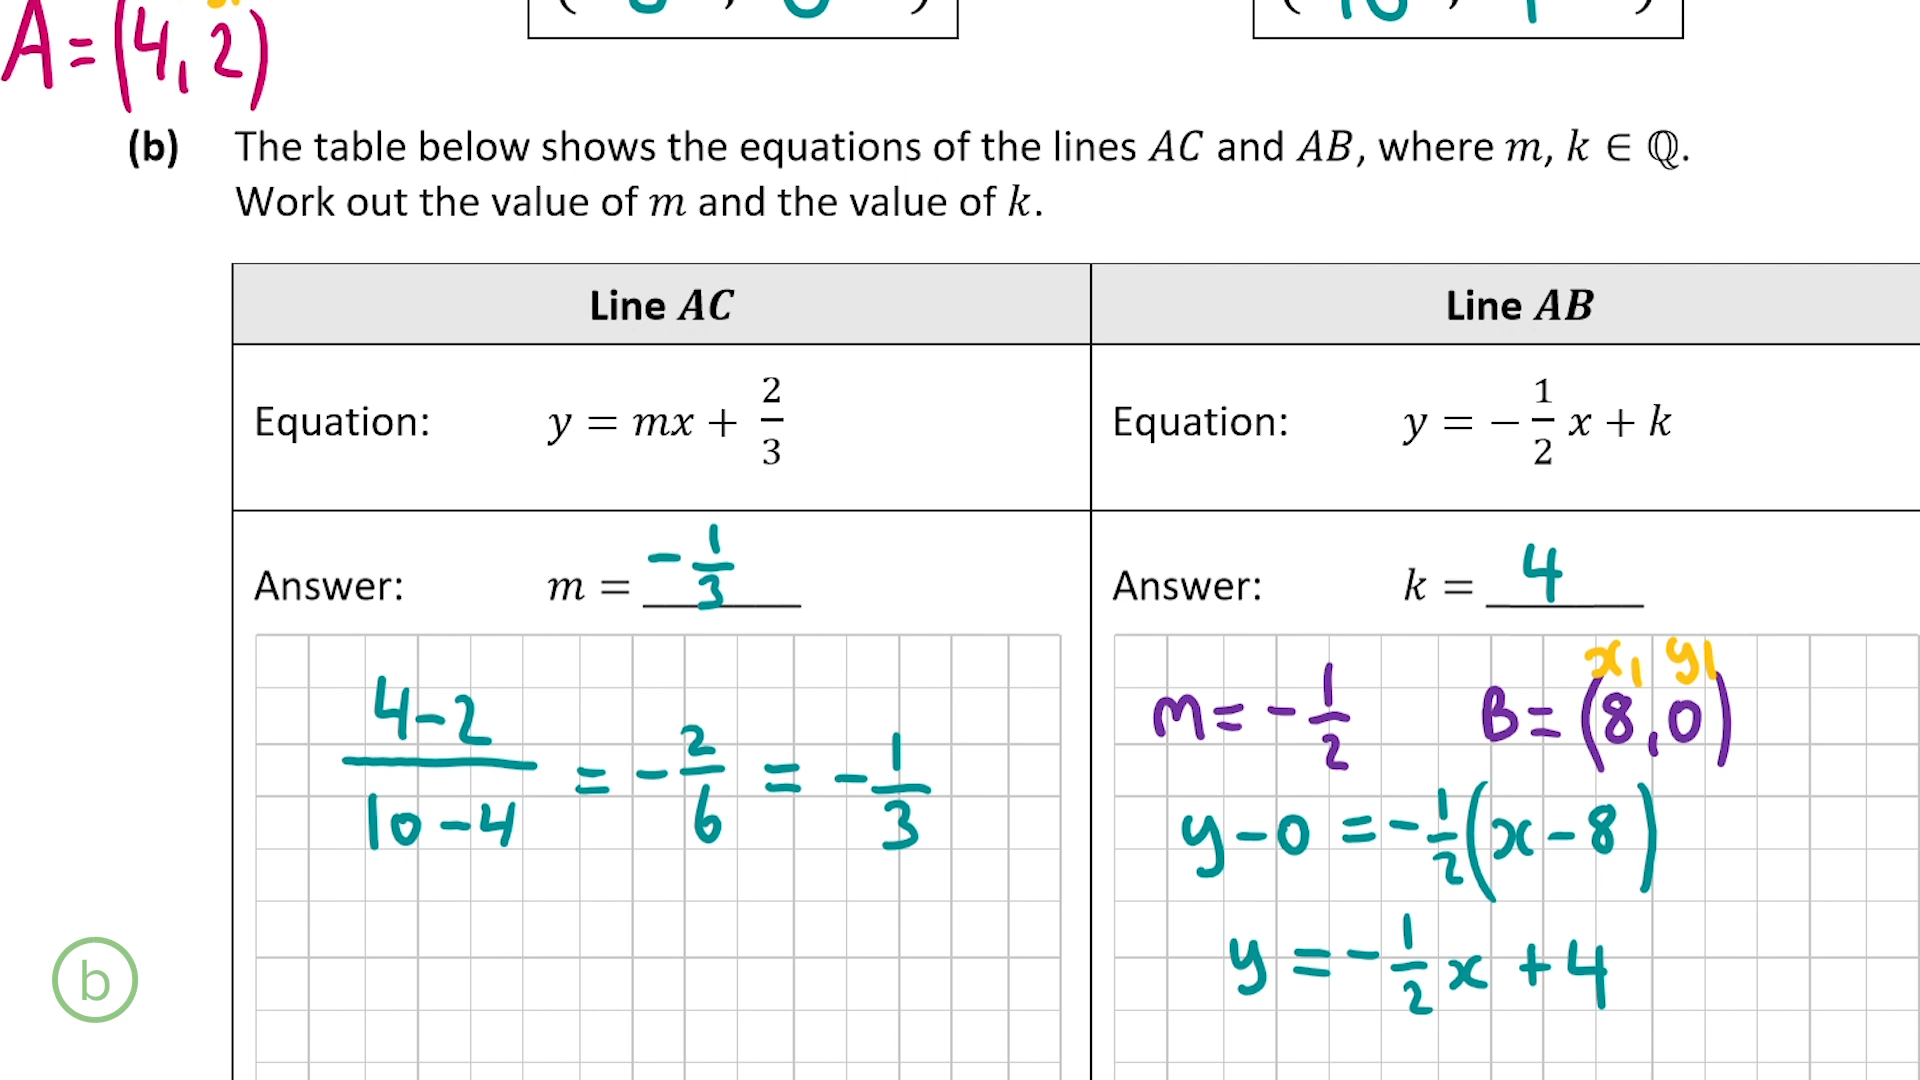 A = (4, 2)
(b) The table below shows the equations of the lines AC and AB, where m, k ∈ ℚ.
Work out the value of m and the value of k.
Line AC
Line AB
Equation: y = mx + 2/3
Equation: y = −1/2 x + k
Answer: m = -1/3
Answer: k = 4
4-2/10-4 = -2/6 = -1/3
x1 y1
m = -1/2 B = (8,0)
y-0 = -1/2(x-8)
y = -1/2x + 4
b